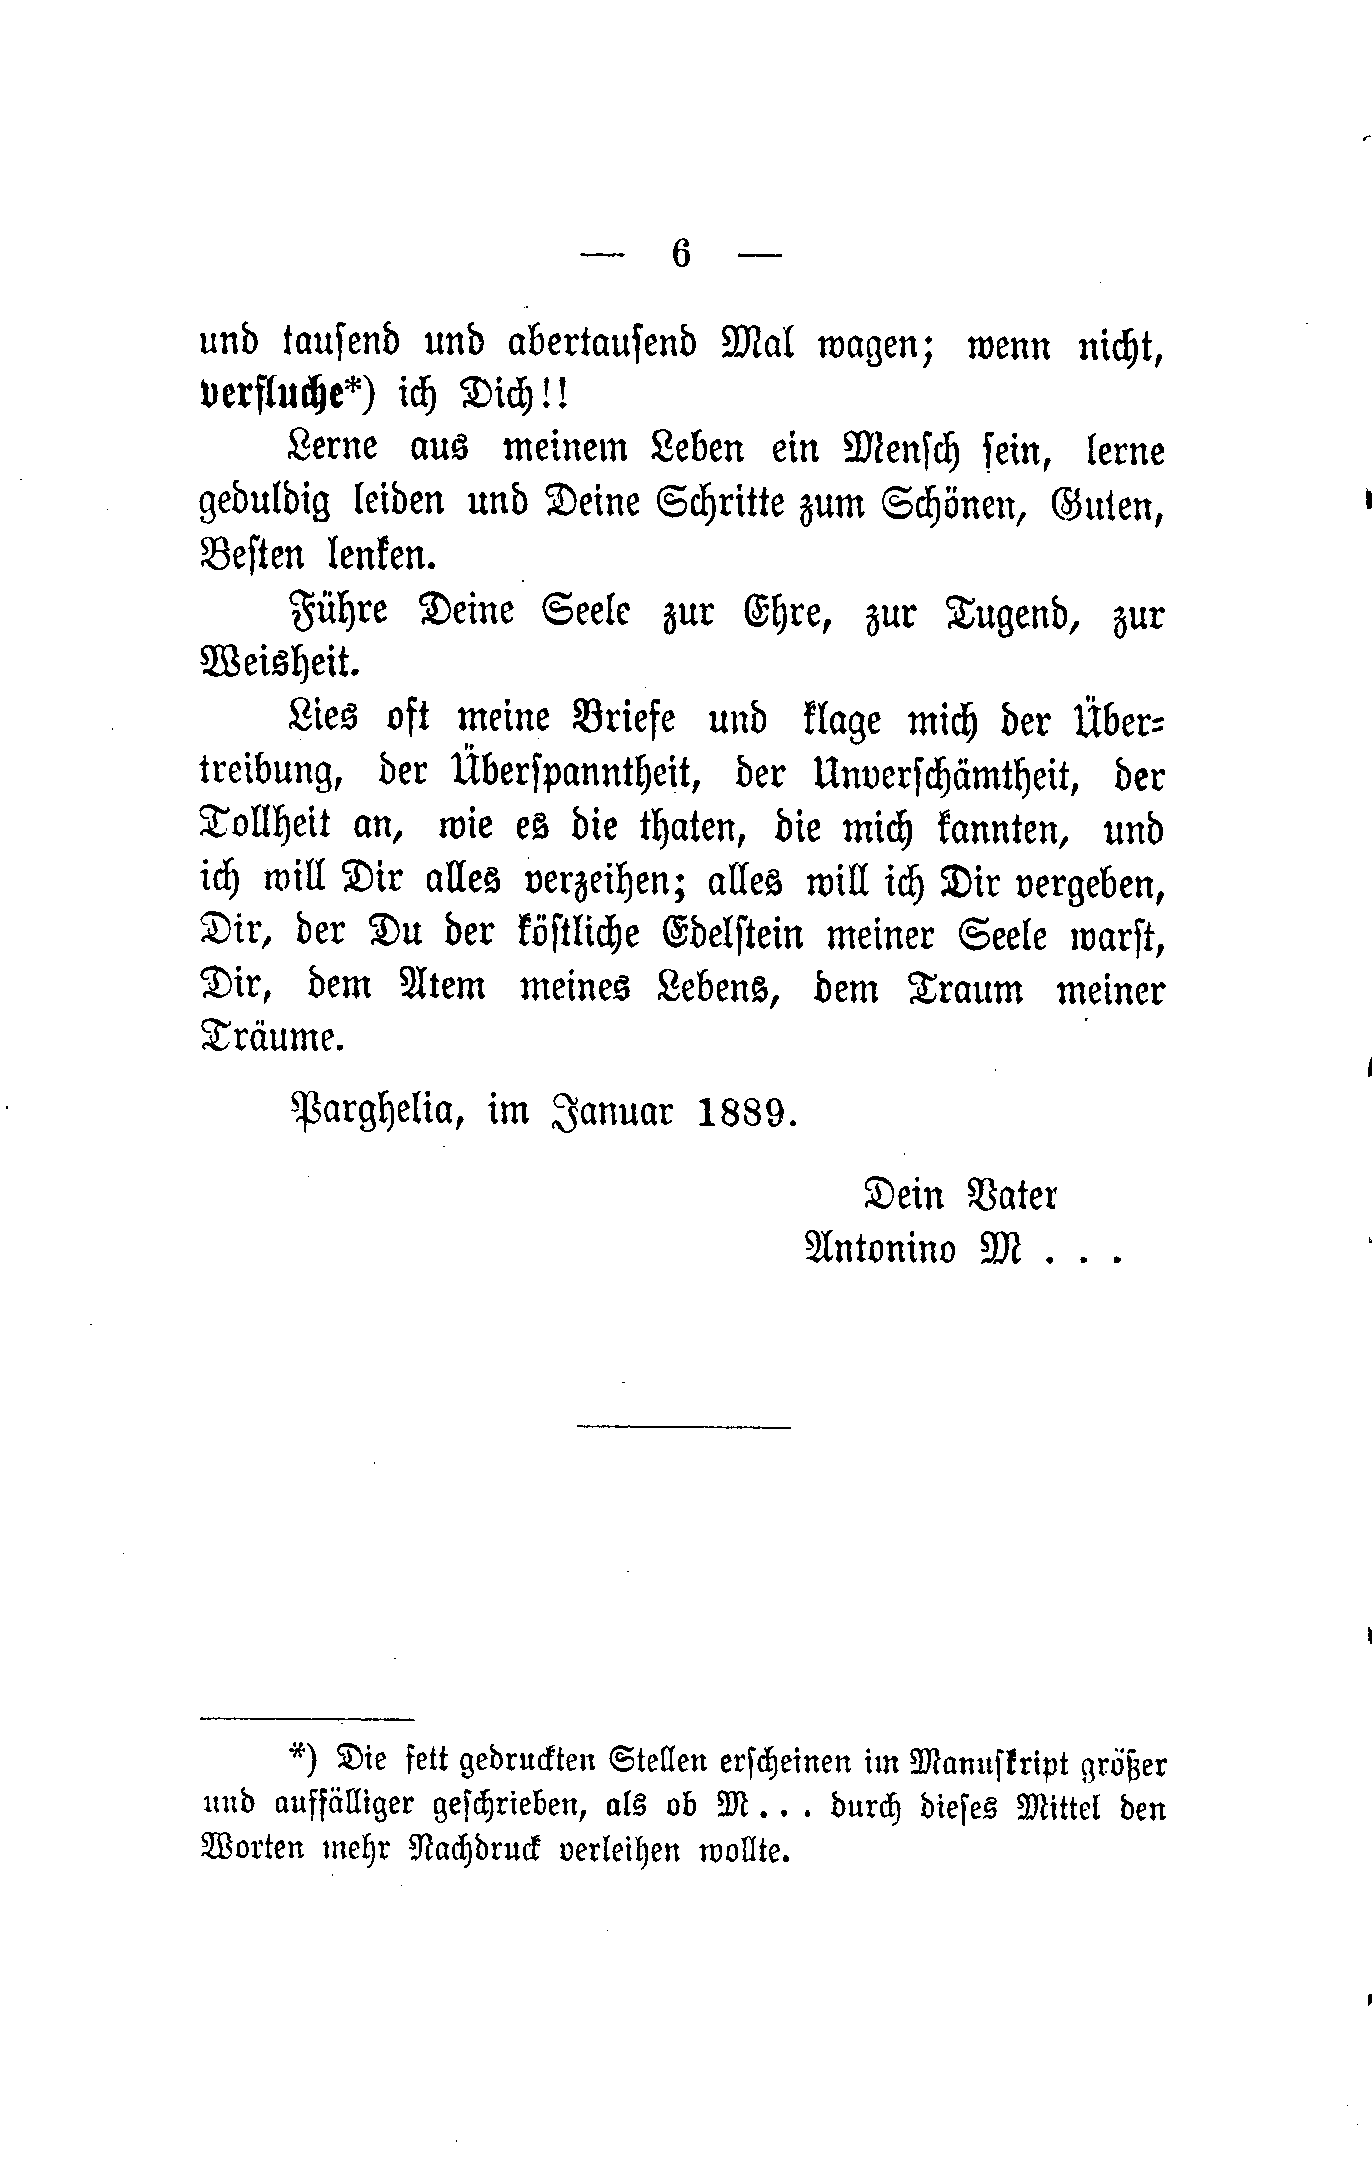 — 6 —
und tausend und abertausend Mal wagen; wenn nicht,
verfluche*) ich Dich!!
Lerne aus meinem Leben ein Mensch sein, lerne
geduldig leiden und Deine Schritte zum Schönen, Guten,
Besten lenken.
Führe Deine Seele zur Ehre, zur Tugend, zur
Weisheit.
Lies oft meine Briefe und klage mich der Über-
treibung, der Überspanntheit, der Unverschämtheit, der
Tollheit an, wie es die thaten, die mich kannten, und
ich will Dir alles verzeihen; alles will ich Dir vergeben,
Dir, der Du der köstliche Edelstein meiner Seele warst,
Dir, dem Atem meines Lebens, dem Traum meiner
Träume.
Parghelia, im Januar 1889.
Dein Vater
Antonino M . . .
*) Die fett gedruckten Stellen erscheinen im Manuskript größer
und auffälliger geschrieben, als ob M . . . durch dieses Mittel den
Worten mehr Nachdruck verleihen wollte.